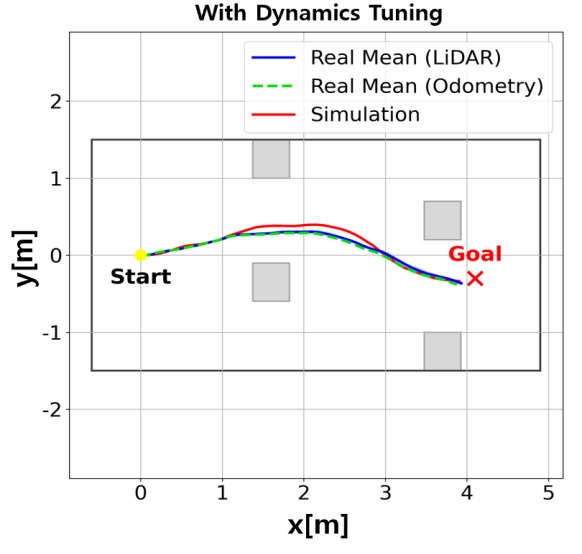 With Dynamics Tuning
Real Mean (LiDAR)
Real Mean (Odometry)
Simulation
2
1
0
-1
-2
y[m]
Start
Goal
0 1 2 3 4 5
x[m]